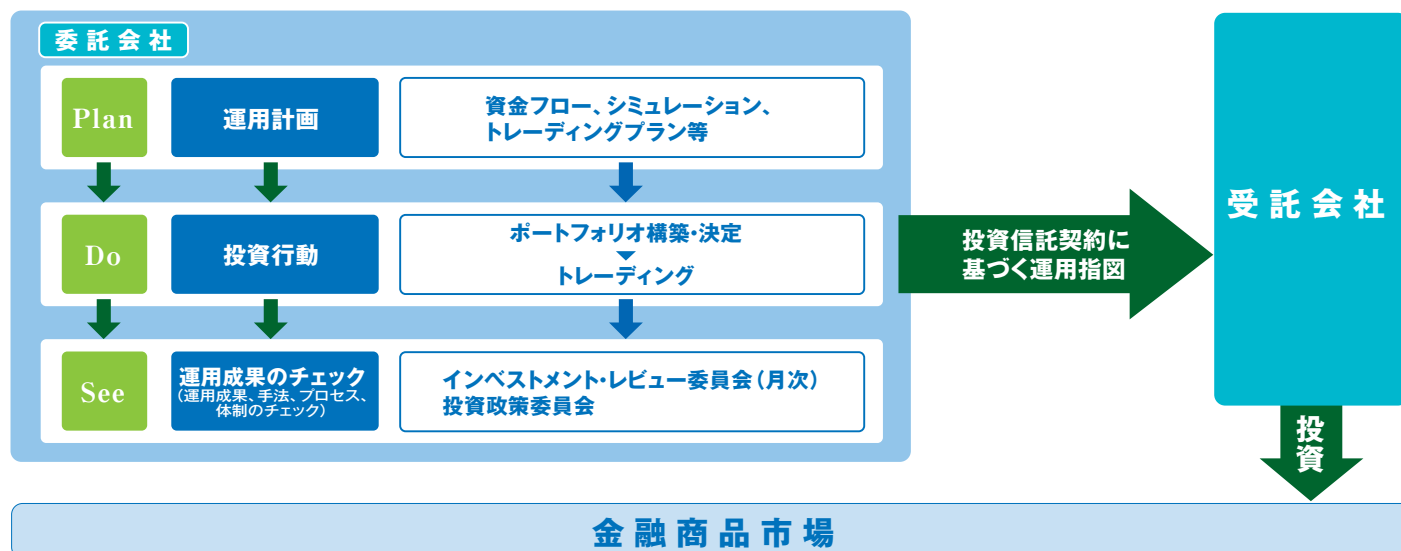 委託会社
Plan
運用計画
資金フロー、シミュレーション、
トレーディングプラン等
Do
投資行動
ポートフォリオ構築・決定
トレーディング
See
運用成果のチェック
(運用成果、手法、プロセス、
体制のチェック)
インベストメント・レビュー委員会(月次)
投資政策委員会
投資信託契約に
基づく運用指図
受託会社
投資
金融商品市場